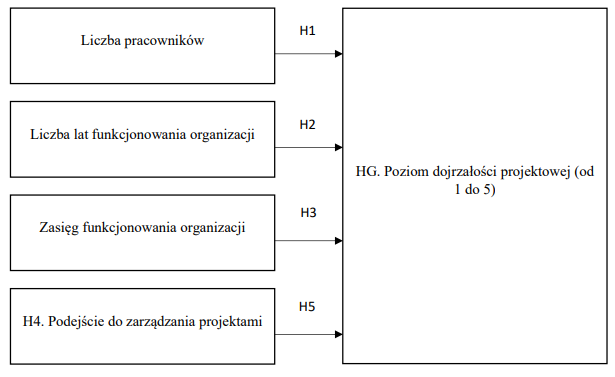 Liczba pracowników
H1
Liczba lat funkcjonowania organizacji
H2
Zasięg funkcjonowania organizacji
H3
H4. Podejście do zarządzania projektami
H5
HG. Poziom dojrzałości projektowej (od
1 do 5)